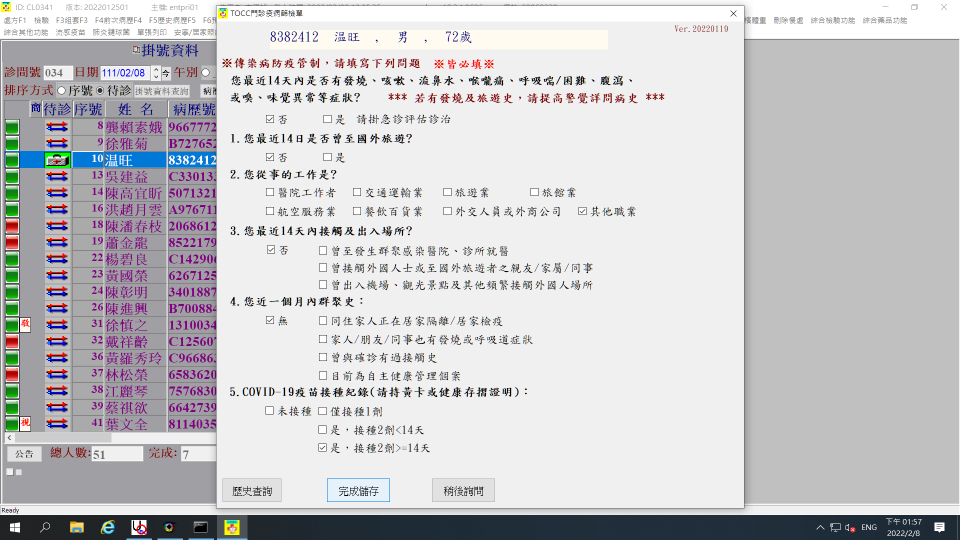 ID: CL0341 版本: 2022012501 主機: entpri01
TOCC門診疫病篩檢單
處方F1 檢驗 F3組套F3 F4前次病歷F4 F5歷史病歷F5
刪除餐處 綜合檢驗功能 綜合藥品功能
綜合其他功能 流感疫苗 篩炎鏈球菌 單張列印
掛號資料
診間號 034 日期 111/02/08 今 午別
排序方式 序號 待診 掛號資料查詢
商 待診 序號 姓 名 病歷號
8 龔賴素娥 9667772
9 徐雅菊 B727652
10 温旺 8382412
13 吳建益 C330133
14 陳高宜昕 5071321
16 洪趙月雲 A976711
18 陳潘春枝 2068612
19 蕭金龍 8522179
22 楊碧良 C142906
23 黃國榮 6267125
24 陳彰明 3401887
26 陳進興 B700884
31 徐慎之 1310034
敬
32 戴祥齡 C125607
36 黃羅秀玲 C966863
37 林松榮 6583620
38 江麗琴 7576830
39 蔡祺欲 6642739
41 葉文全 8114035
祝
公告 總人數: 51 完成: 7
8382412 温旺 , 男 , 72歲
Ver.20220119
※傳染病防疫管制,請填寫下列問題 ※皆必填※
您最近14天內是否有發燒、咳嗽、流鼻水、喉嚨痛、呼吸喘/困難、腹瀉、
或嗅、味覺異常等症狀? *** 若有發燒及旅遊史,請提高警覺詳問病史 ***
否 是 請掛急診評估診治
1.您最近14日是否曾至國外旅遊?
否 是
2.您從事的工作是?
醫院工作者 交通運輸業 旅遊業 旅館業
航空服務業 餐飲百貨業 外交人員或外商公司 其他職業
3.您最近14天內接觸及出入場所?
否 曾至發生群聚感染醫院、診所就醫
曾接觸外國人士或至國外旅遊者之親友/家屬/同事
曾出入機場、觀光景點及其他頻繁接觸外國人場所
4.您近一個月內群聚史:
無 同住家人正在居家隔離/居家檢疫
家人/朋友/同事也有發燒或呼吸道症狀
曾與確診有過接觸史
目前為自主健康管理個案
5.COVID-19疫苗接種紀錄(請持黃卡或健康存摺證明):
未接種 僅接種1劑
是,接種2劑<14天
是,接種2劑>=14天
歷史查詢 完成儲存 稍後詢問
Ready
ENG 下午 01:57
2022/2/8